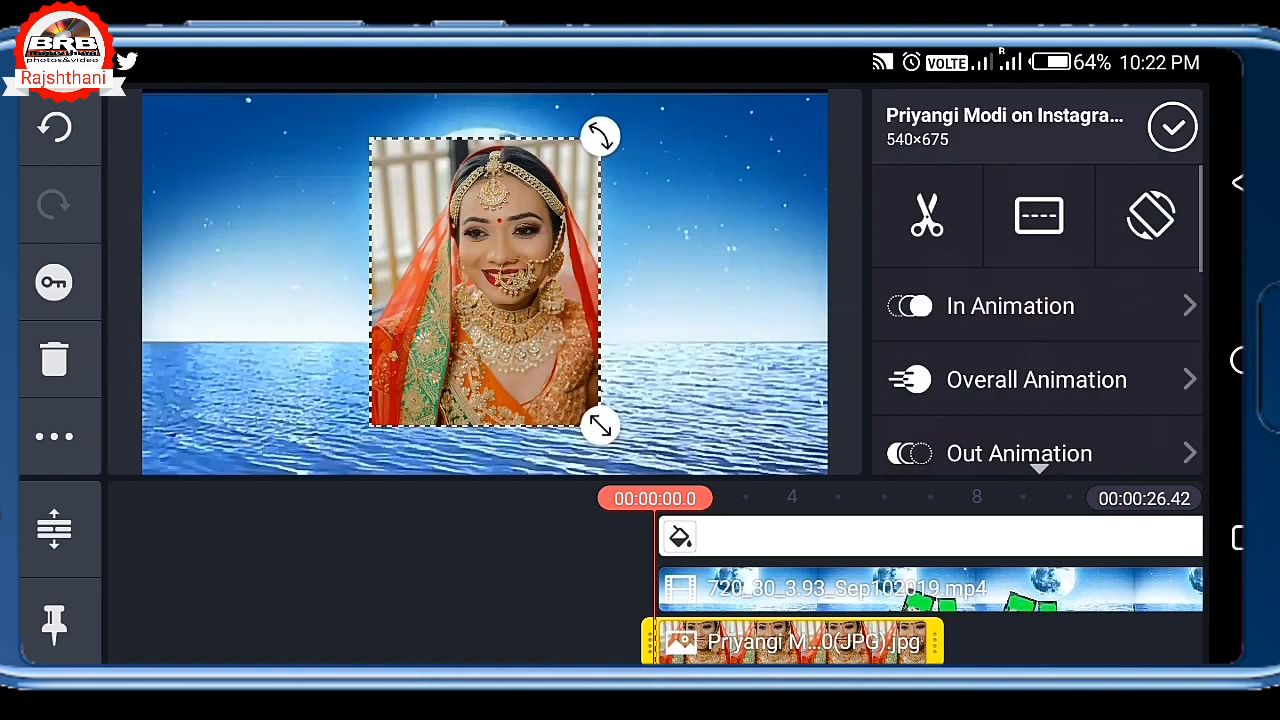 BRB
photos&video
Rajshthani
VOLTE
R
64%
10:22 PM
Priyangi Modi on Instagra...
540×675
In Animation
Overall Animation
Out Animation
00:00:00.0
4
8
00:00:26.42
720_30_3.93_Sep102019.mp4
Priyangi M...0(JPG).jpg